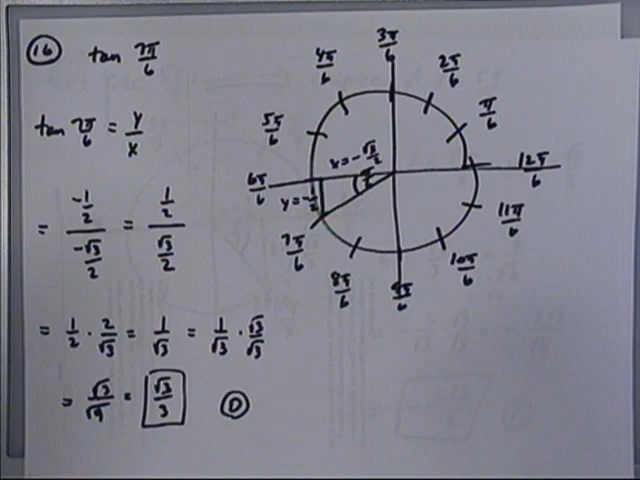 16 tan 7π/6
tan 7π/6 = y/x
= (-1/2)/(-√3/2) = (1/2)/(√3/2)
= 1/2 · 2/√3 = 1/√3 = 1/√3 · √3/√3
= √3/√9 = √3/3 D
3π/6
4π/6 2π/6
5π/6 π/6
x = -√3/2
6π/6 π/6 12π/6
y = -1/2
7π/6 11π/6
8π/6 9π/6 10π/6